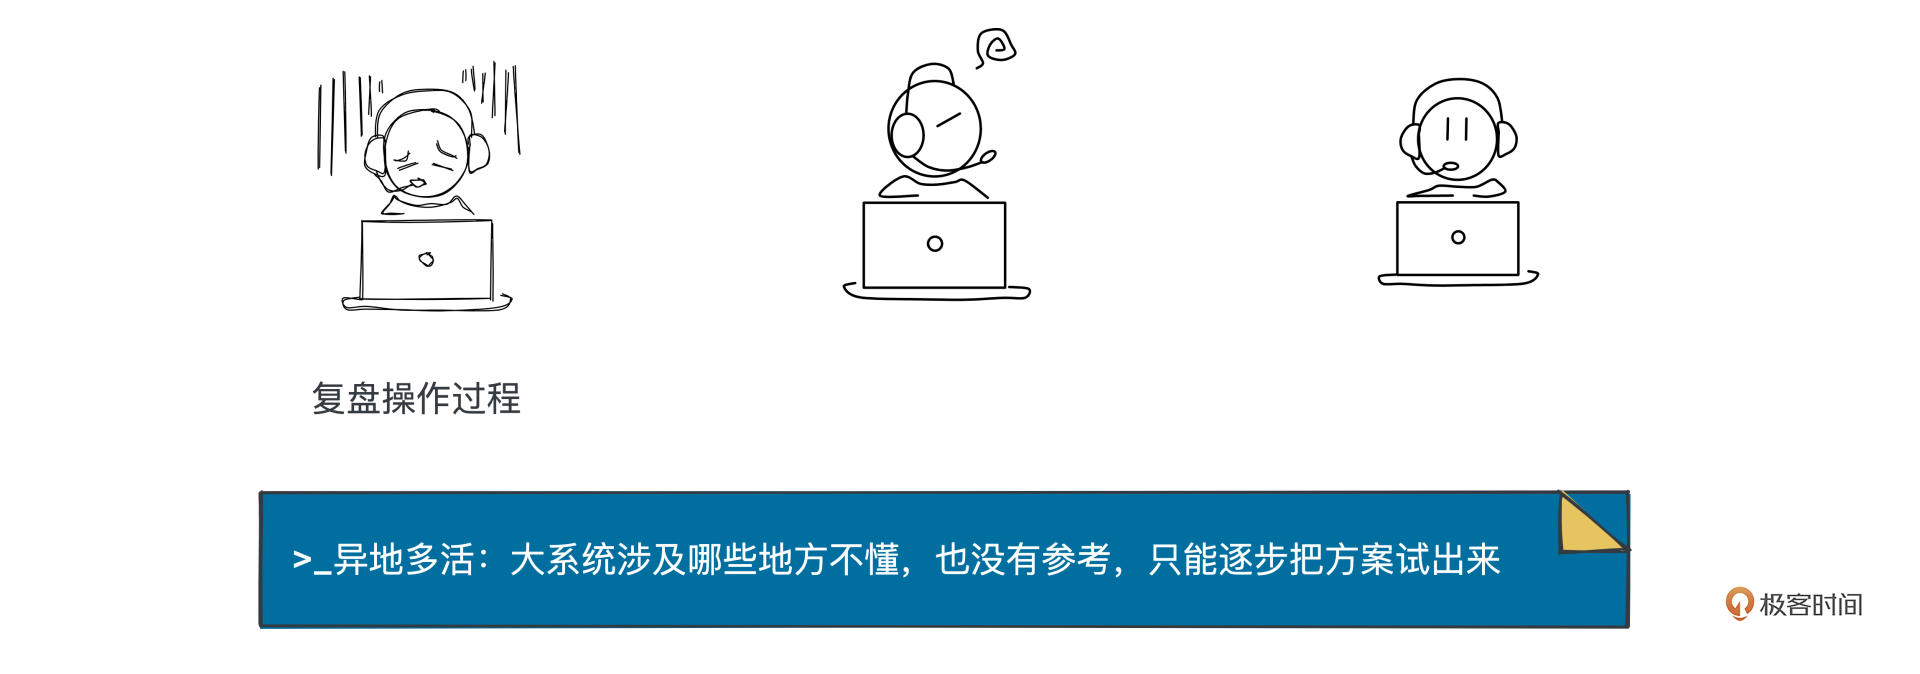 复盘操作过程
>_异地多活：大系统涉及哪些地方不懂，也没有参考，只能逐步把方案试出来
极客时间